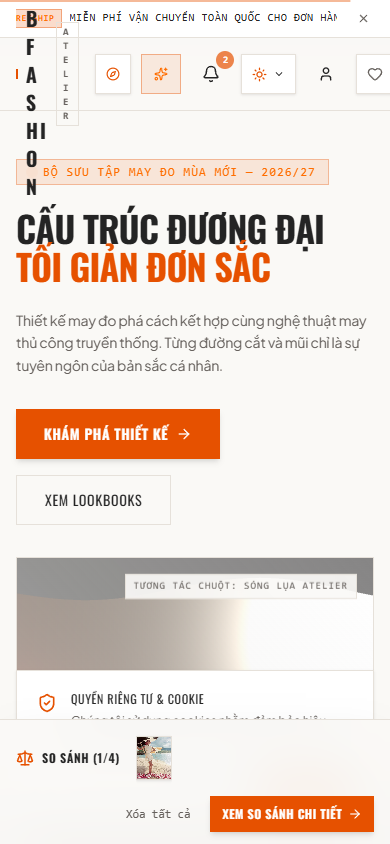 RESHIP MIỄN PHÍ VẬN CHUYỂN TOÀN QUỐC CHO ĐƠN HÀN
B
F
A
S
H I
O
N
A
T
E
L
I
E
R
2
BỘ SƯU TẬP MAY ĐO MÙA MỚI — 2026/27
CẤU TRÚC ĐƯƠNG ĐẠI
TỐI GIẢN ĐƠN SẮC
Thiết kế may đo phá cách kết hợp cùng nghệ thuật may
thủ công truyền thống. Từng đường cắt và mũi chỉ là sự
tuyên ngôn của bản sắc cá nhân.
KHÁM PHÁ THIẾT KẾ
XEM LOOKBOOKS
TƯƠNG TÁC CHUỘT: SÓNG LỤA ATELIER
QUYỀN RIÊNG TƯ & COOKIE
SO SÁNH (1/4)
Xóa tất cả
XEM SO SÁNH CHI TIẾT